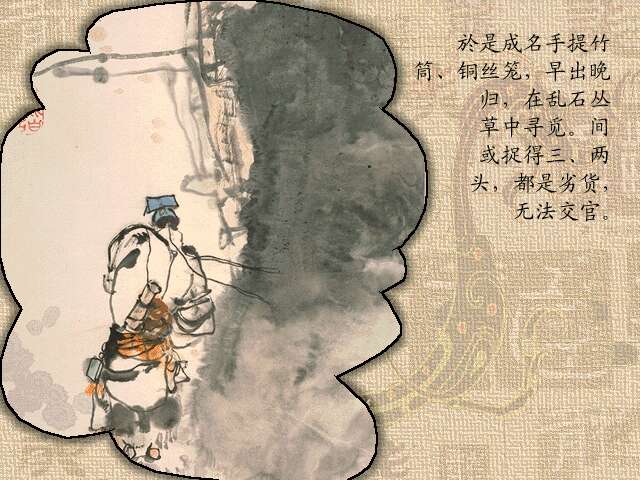 於是成名手提竹
筒、铜丝笼，早出晚
归，在乱石丛
草中寻觅。间
或捉得三、两
头，都是劣货，
无法交官。